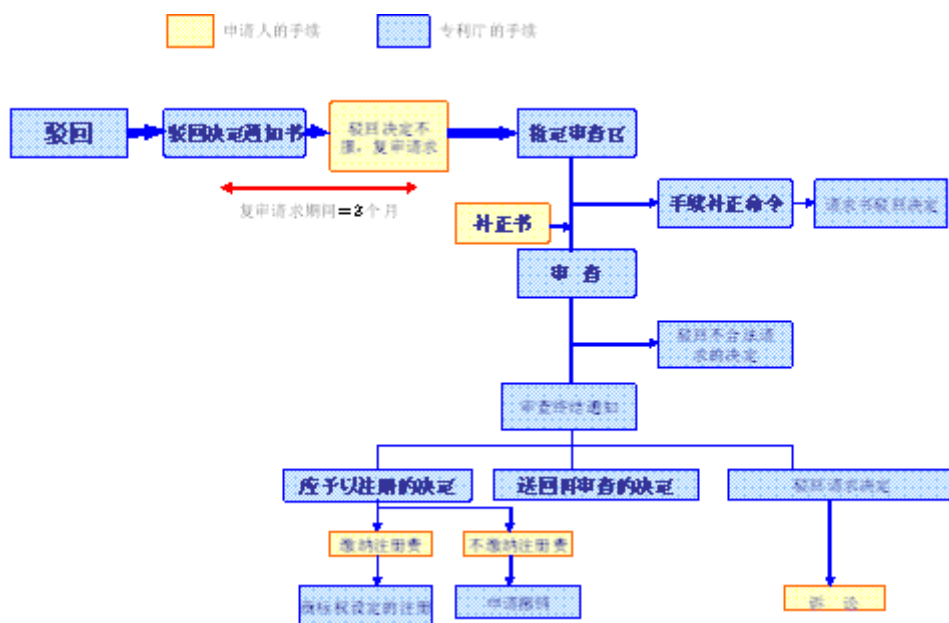 申请人的手续
专利厅的手续
驳回
驳回决定通知书
驳回决定不
服，复审请求
指定审查官
复审请求期间=3个月
手续补正命令
请求书驳回决定
补正书
审 查
驳回不合法请
求的决定
审查终结通知
应予以注册的决定
送回再审查的决定
驳回请求决定
缴纳注册费
不缴纳注册费
商标权设定的注册
申请撤销
诉 讼